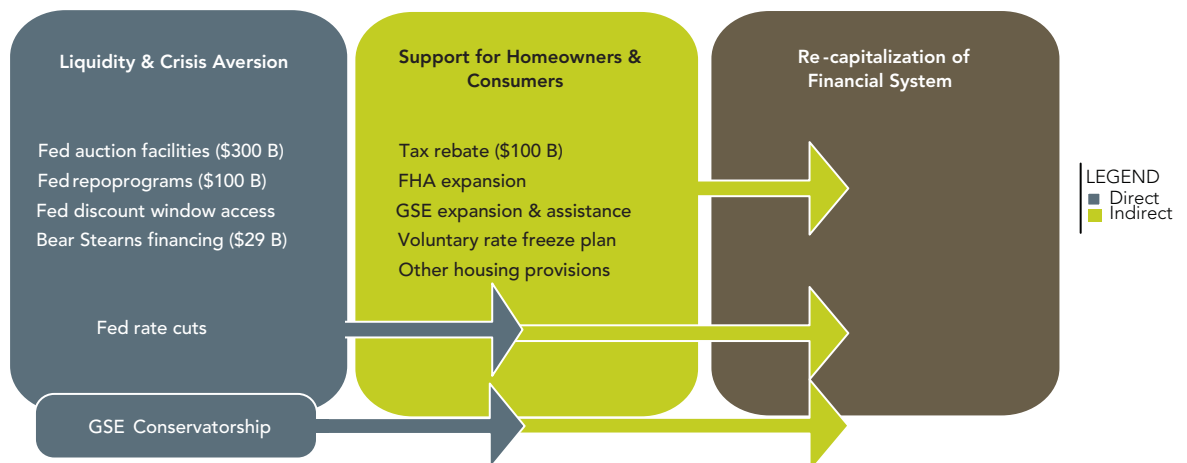 Liquidity & Crisis Aversion
Fed auction facilities ($300 B)
Fed repoprograms ($100 B)
Fed discount window access
Bear Stearns financing ($29 B)
Fed rate cuts
GSE Conservatorship
Support for Homeowners &
Consumers
Tax rebate ($100 B)
FHA expansion
GSE expansion & assistance
Voluntary rate freeze plan
Other housing provisions
Re-capitalization of
Financial System
LEGEND
Direct
Indirect